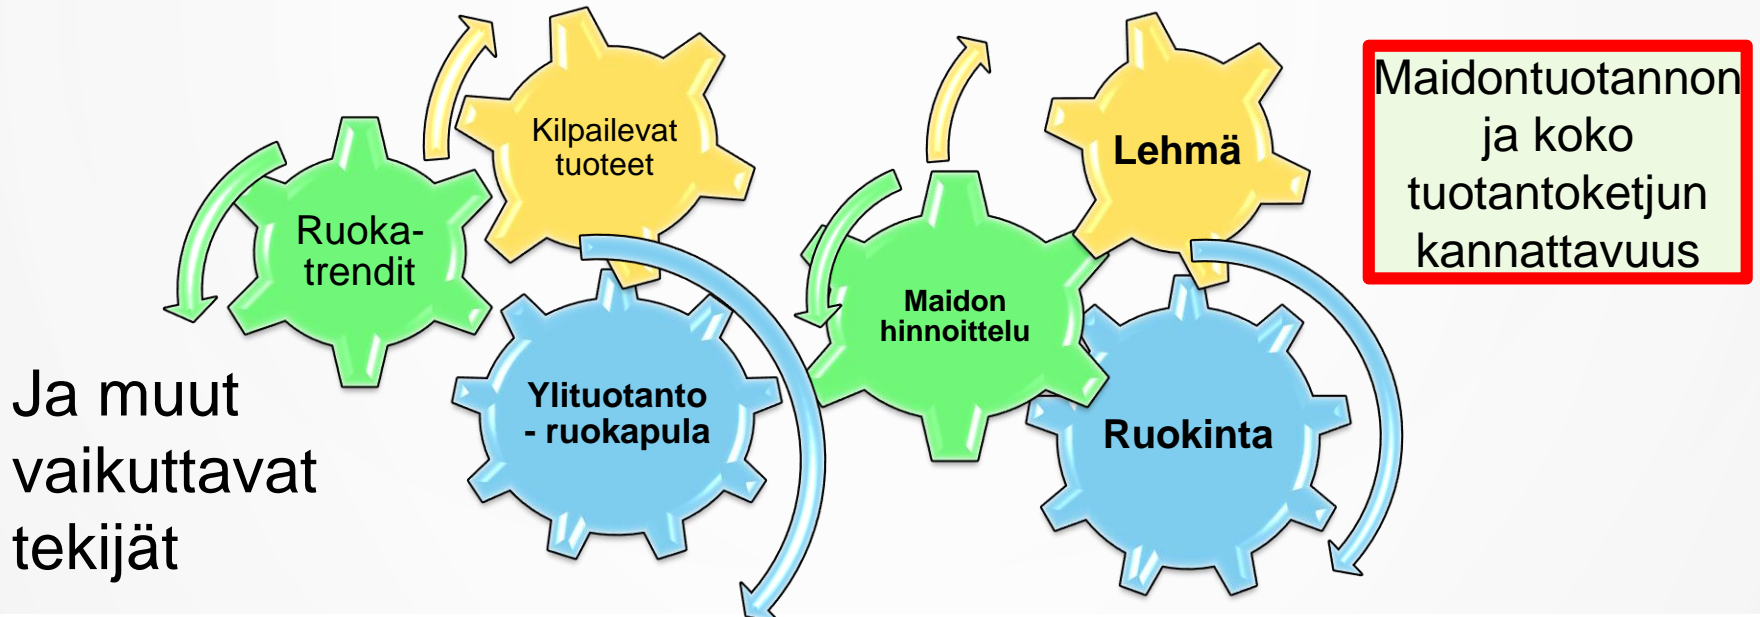 Kilpailevat
tuoteet
Ruoka-
trendit
Ylituotanto
- ruokapula
Lehmä
Maidon
hinnoittelu
Ruokinta
Maidontuotannon
ja koko
tuotantoketjun
kannattavuus
Ja muut
vaikuttavat
tekijät